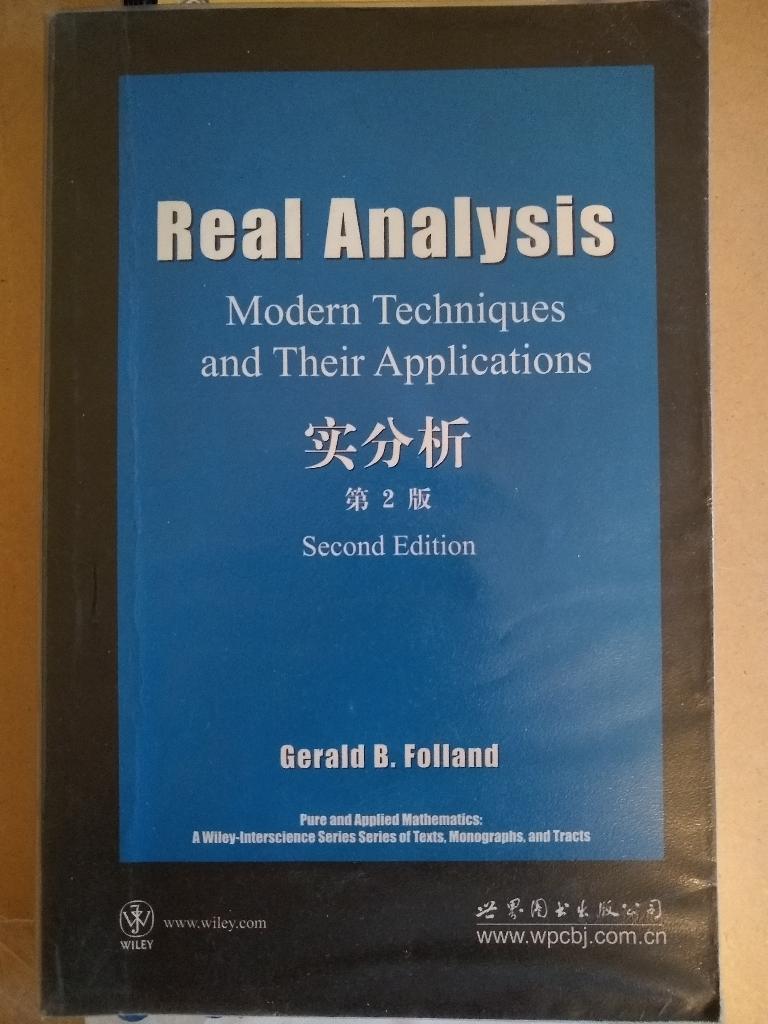 Real Analysis
Modern Techniques
and Their Applications
实分析
第 2 版
Second Edition
Gerald B. Folland
Pure and Applied Mathematics:
A Wiley-Interscience Series Series of Texts, Monographs, and Tracts
WILEY
www.wiley.com
世界图书出版公司
www.wpcbj.com.cn